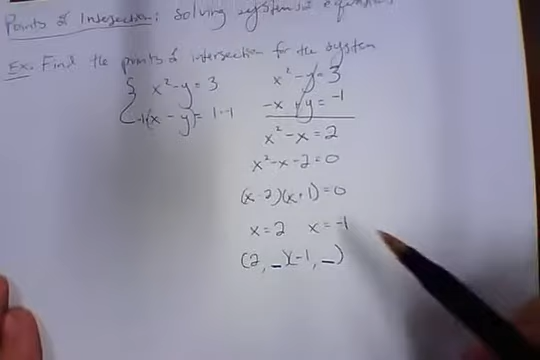 Points of Intersection: solving systems of equations
Ex. Find the points of intersection for the system
{ x² - y = 3
-1(x - y) = 1 · -1
x² - y = 3
-x + y = -1
x² - x = 2
x² - x - 2 = 0
(x - 2)(x + 1) = 0
x = 2 x = -1
(2, _)(-1, _)